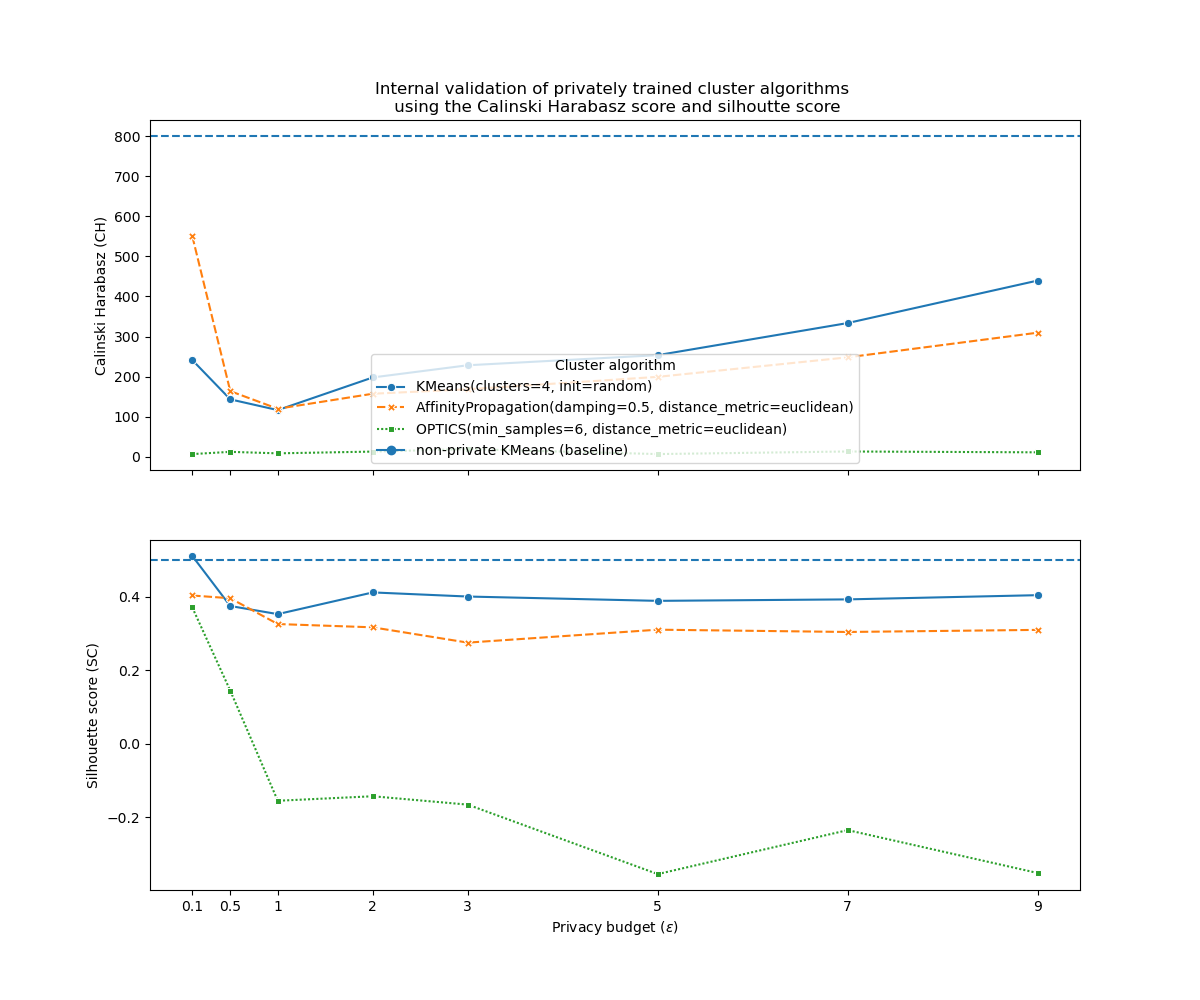 Internal validation of privately trained cluster algorithms
using the Calinski Harabasz score and silhoutte score
800
700
600
500
400
300
200
100
0
Calinski Harabasz (CH)
Cluster algorithm
KMeans(clusters=4, init=random)
AffinityPropagation(damping=0.5, distance_metric=euclidean)
OPTICS(min_samples=6, distance_metric=euclidean)
non-private KMeans (baseline)
0.4
0.2
0.0
−0.2
Silhouette score (SC)
0.1 0.5 1 2 3 5 7 9
Privacy budget (ε)